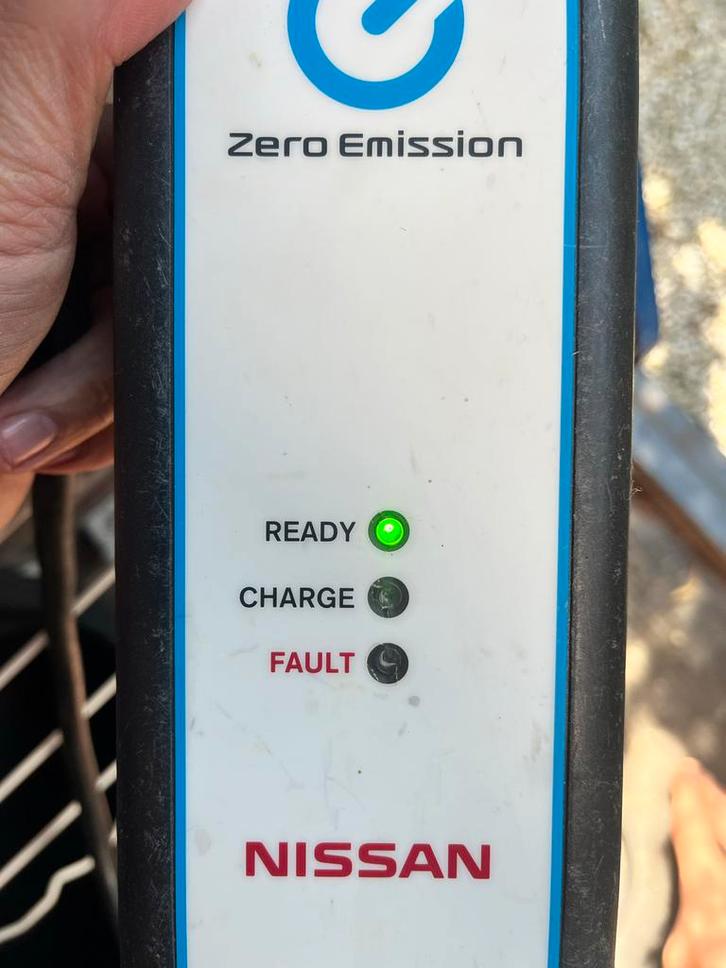 Zero Emission
READY
CHARGE
FAULT
NISSAN